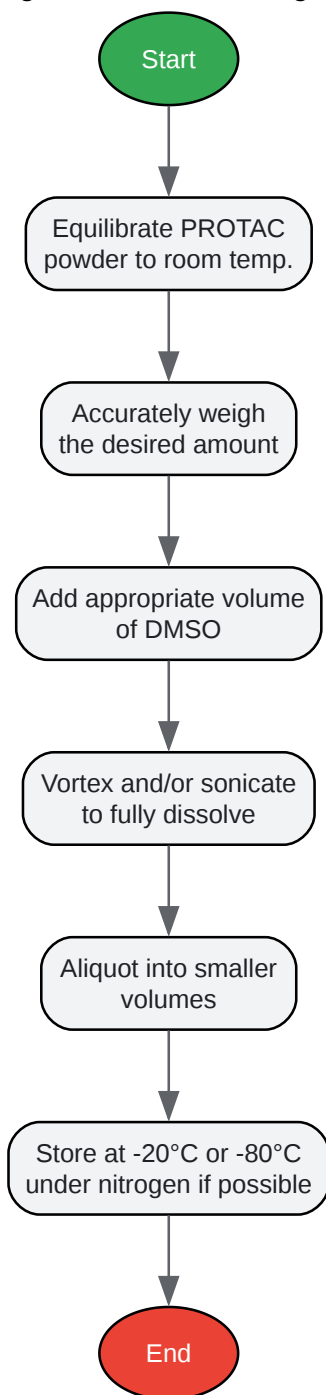 Start
Equilibrate PROTAC
powder to room temp.
Accurately weigh
the desired amount
Add appropriate volume
of DMSO
Vortex and/or sonicate
to fully dissolve
Aliquot into smaller
volumes
Store at -20°C or -80°C
under nitrogen if possible
End